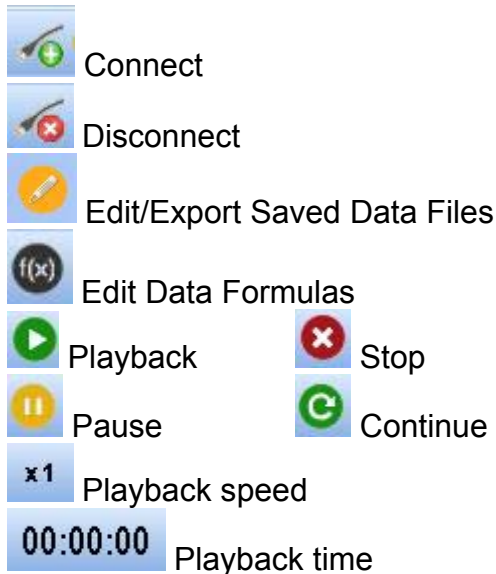 Connect
Disconnect
Edit/Export Saved Data Files
f(x) Edit Data Formulas
Playback Stop
Pause Continue
x1 Playback speed
00:00:00 Playback time